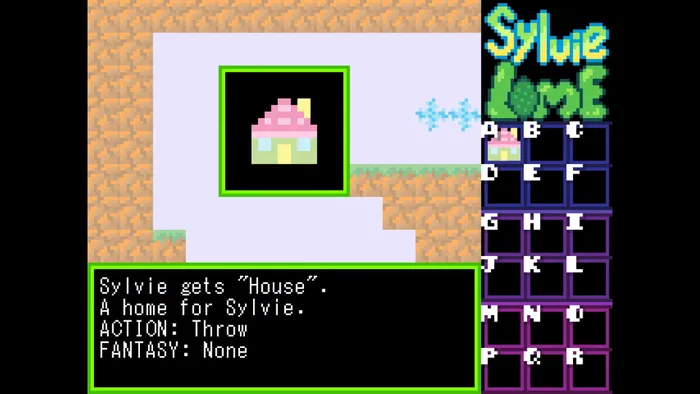 Sylvie
LIME
A B C
D E F
G H I
J K L
M N O
P Q R
Sylvie gets "House".
A home for Sylvie.
ACTION: Throw
FANTASY: None